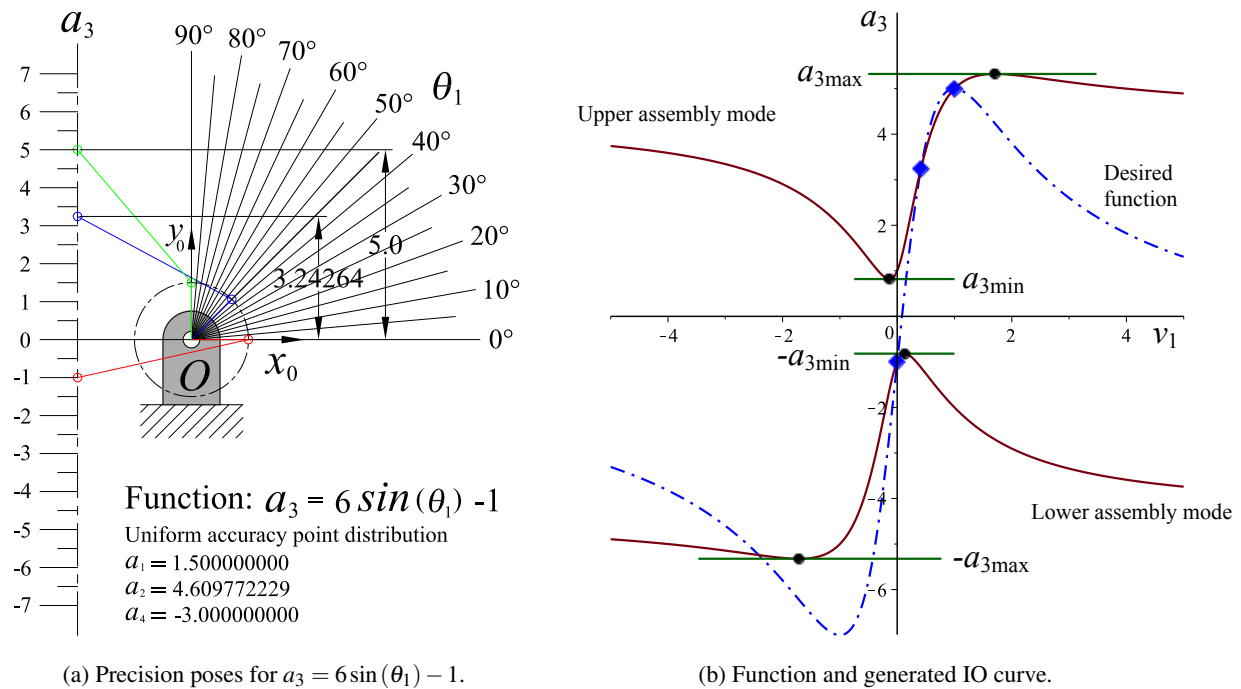 a₃
90°
80°
70°
60°
50°
40°
30°
20°
10°
0°
θ₁
7
6
5
4
3
2
1
0
-1
-2
-3
-4
-5
-6
-7
y₀
x₀
O
3.24264
5.0
Function: a₃ = 6 sin(θ₁) -1
Uniform accuracy point distribution
a₁ = 1.500000000
a₂ = 4.609772229
a₄ = -3.000000000
(a) Precision poses for a₃ = 6 sin(θ₁) − 1.
a₃
a₃max
Upper assembly mode
4
Desired
function
2
a₃min
-4
-2
0
2
4
v₁
-a₃min
-2
-4
Lower assembly mode
-a₃max
-6
(b) Function and generated IO curve.